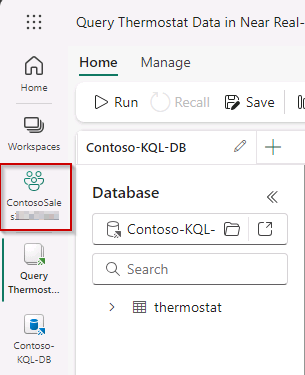 Query Thermostat Data in Near Real-
Home
Manage
Run
Recall
Save
Home
Workspaces
ContosoSale
s
Query
Thermost...
Contoso-
KQL-DB
Contoso-KQL-DB
Database
Contoso-KQL-
Search
thermostat